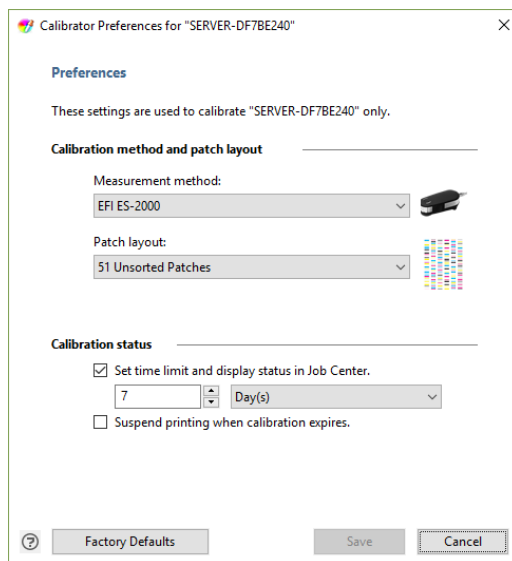 Calibrator Preferences for "SERVER-DF7BE240"
Preferences
These settings are used to calibrate "SERVER-DF7BE240" only.
Calibration method and patch layout
Measurement method:
EFI ES-2000
Patch layout:
51 Unsorted Patches
Calibration status
Set time limit and display status in Job Center.
7 Day(s)
Suspend printing when calibration expires.
Factory Defaults Save Cancel